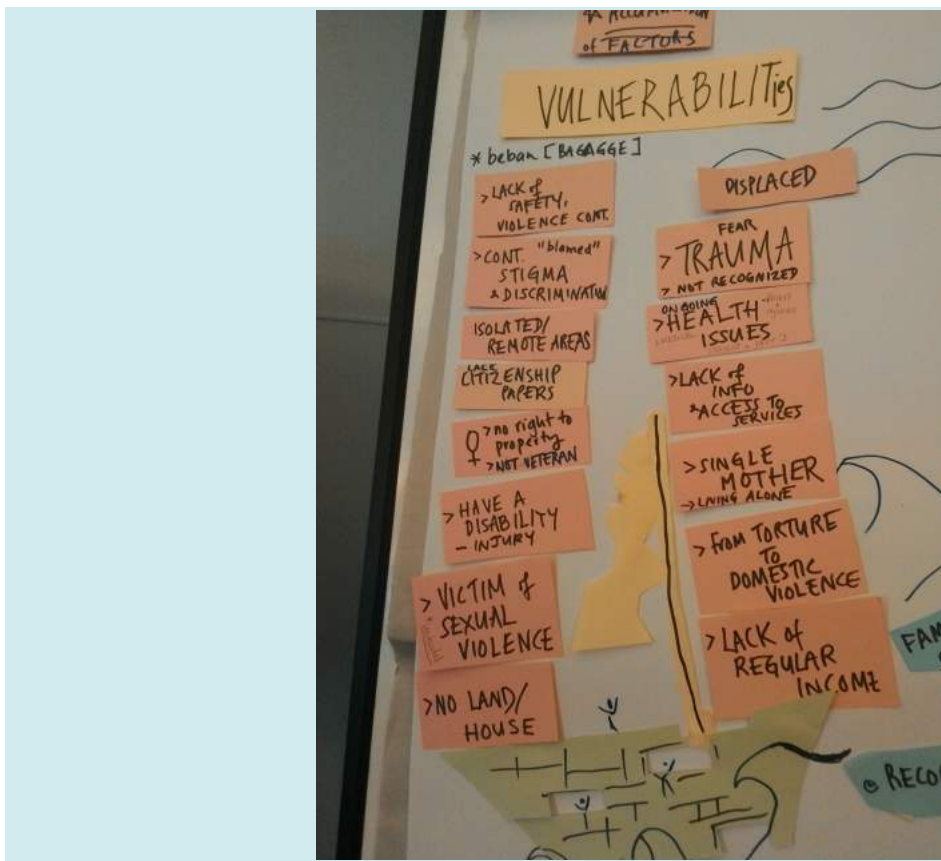 * ACCUMULATION
of FACTORS
VULNERABILITIes
* beban [BAGAGGE]
> LACK of
SAFETY,
VIOLENCE CONT.
> CONT. "blamed"
STIGMA
& DISCRIMINATION
ISOLATED/
REMOTE AREAS
LACK
CITIZENSHIP
PAPERS
♀ > no right to
property
> NOT VETERAN
> HAVE A
DISABILITY
- INJURY
> VICTIM of
SEXUAL
VIOLENCE
> NO LAND/
HOUSE
DISPLACED
FEAR
> TRAUMA
> NOT RECOGNIZED
ONGOING
> HEALTH
ISSUES
> LACK of
INFO
& ACCESS TO
SERVICES
> SINGLE
MOTHER
-> LIVING ALONE
> from TORTURE
TO
DOMESTIC
VIOLENCE
> LACK of
REGULAR
INCOME
FAM
RECO